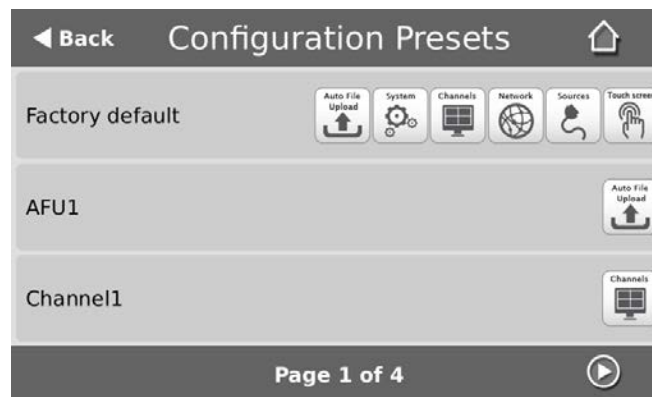 Back Configuration Presets
Factory default Auto File Upload System Channels Network Sources Touch screen
AFU1 Auto File Upload
Channel1 Channels
Page 1 of 4